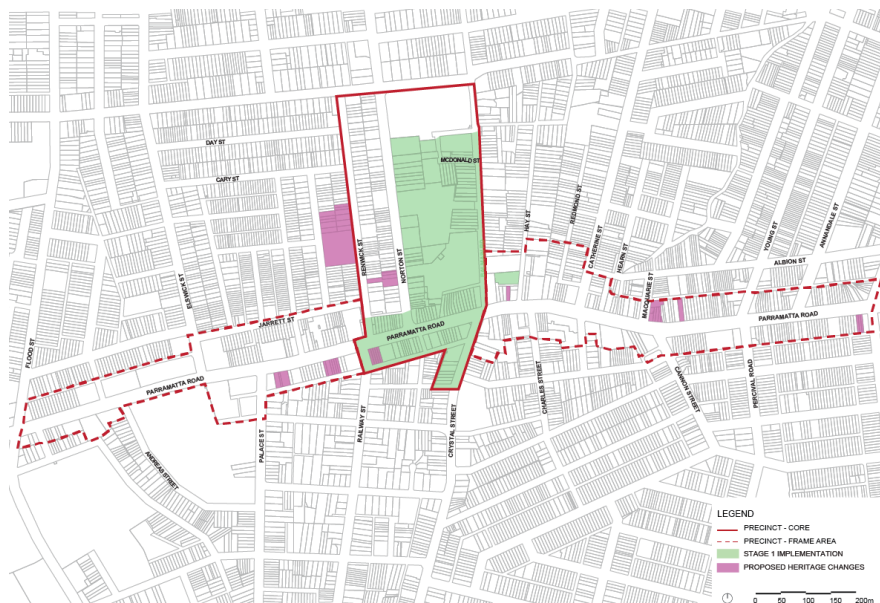 DAY ST
MCDONALD ST
CARY ST
HAY ST
REDMOND ST
YOUNG ST
ANNANDALE ST
RENWICK ST
NORTON ST
CATHERINE ST
HEARN ST
ALBION ST
ELSWICK ST
MACQUARIE ST
JARRETT ST
PARRAMATTA ROAD
PARRAMATTA ROAD
FLOOD ST
PARRAMATTA ROAD
CHARLES STREET
CANNON STREET
PERCIVAL ROAD
RAILWAY ST
CRYSTAL STREET
PALACE ST
ANDREAS STREET
LEGEND
PRECINCT - CORE
PRECINCT - FRAME AREA
STAGE 1 IMPLEMENTATION
PROPOSED HERITAGE CHANGES
0 50 100 150 200m